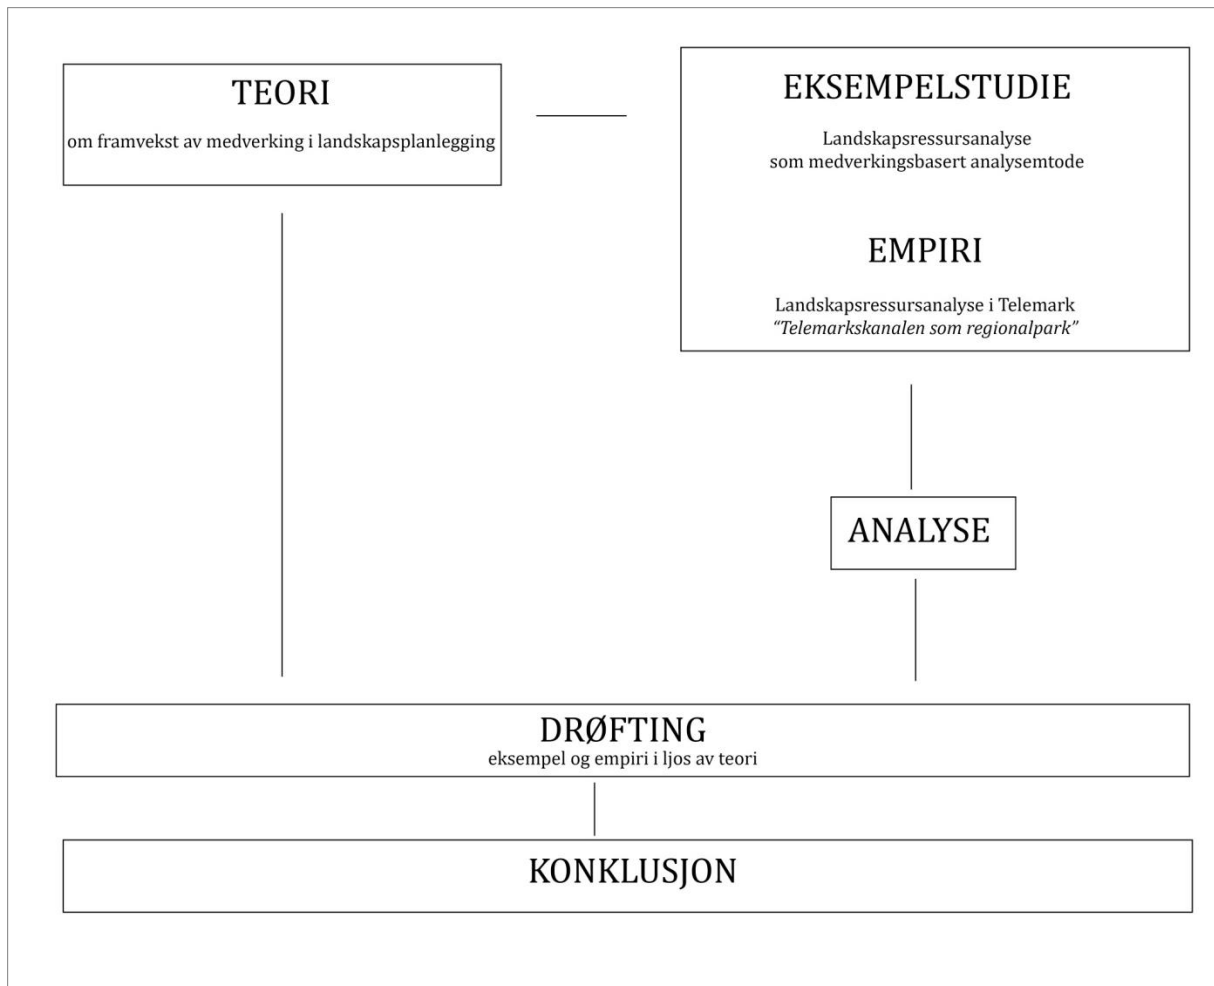 TEORI
om framvekst av medverking i landskapsplanlegging
EKSEMPELSTUDIE
Landskapsressursanalyse
som medverkingsbasert analysemtode
EMPIRI
Landskapsressursanalyse i Telemark
“Telemarkskanalen som regionalpark”
ANALYSE
DRØFTING
eksempel og empiri i ljos av teori
KONKLUSJON